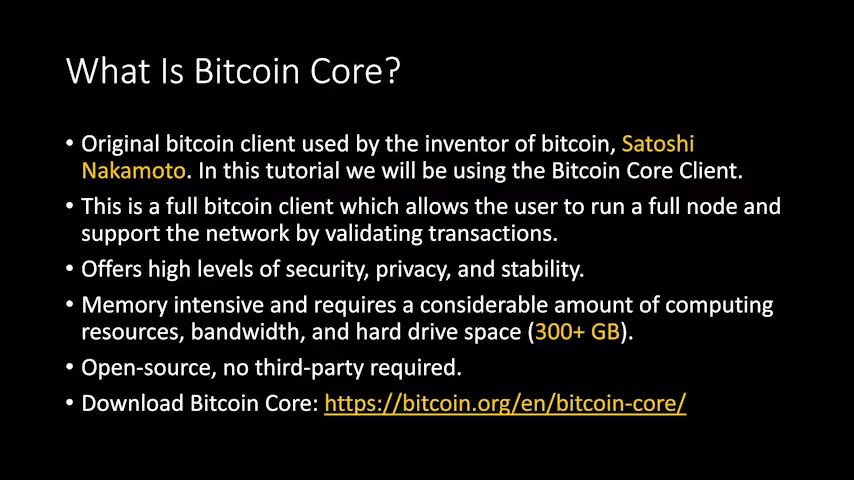 What Is Bitcoin Core?
• Original bitcoin client used by the inventor of bitcoin, Satoshi
Nakamoto. In this tutorial we will be using the Bitcoin Core Client.
• This is a full bitcoin client which allows the user to run a full node and
support the network by validating transactions.
• Offers high levels of security, privacy, and stability.
• Memory intensive and requires a considerable amount of computing
resources, bandwidth, and hard drive space (300+ GB).
• Open-source, no third-party required.
• Download Bitcoin Core: https://bitcoin.org/en/bitcoin-core/